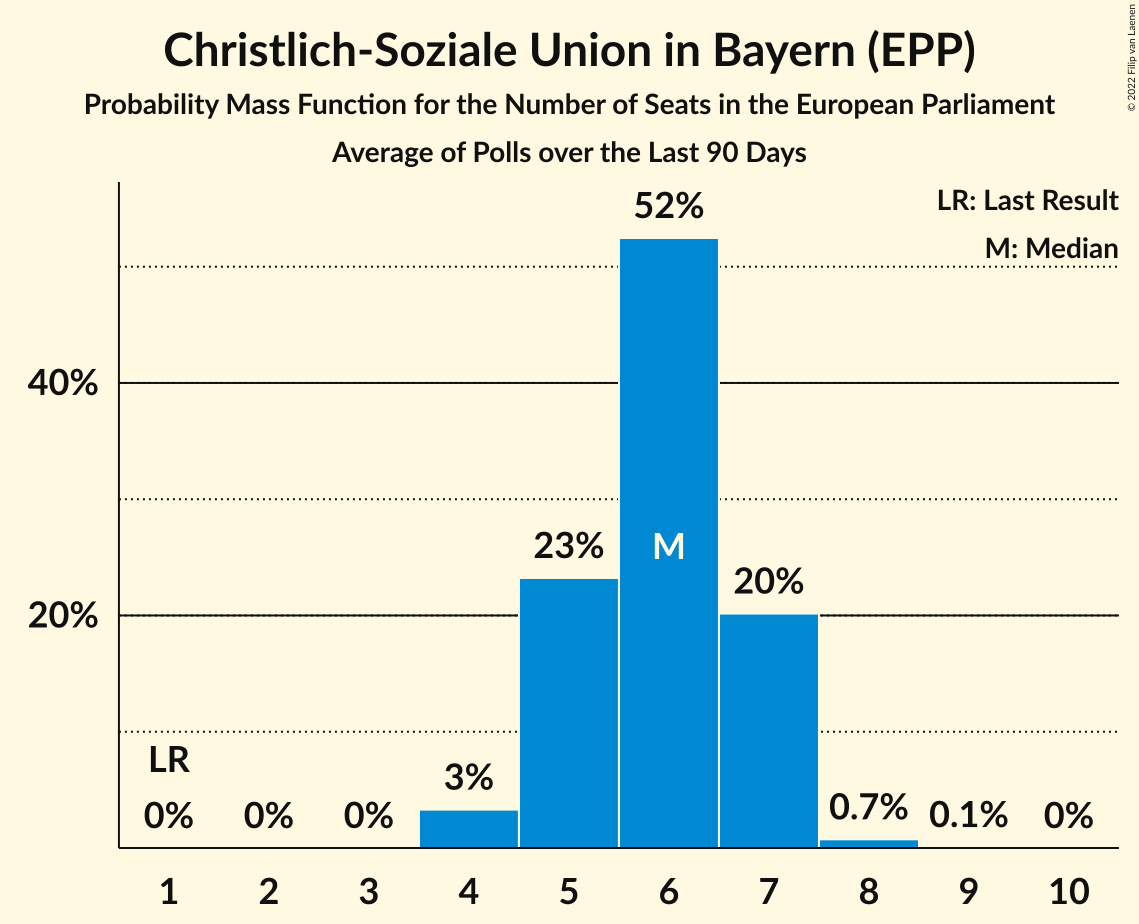 Christlich-Soziale Union in Bayern (EPP)
Probability Mass Function for the Number of Seats in the European Parliament
Average of Polls over the Last 90 Days
© 2022 Filip van Laenen
LR: Last Result
M: Median
52%
40%
23%
M
20%
20%
LR
0%
0%
0%
3%
0.7%
0.1%
0%
1 2 3 4 5 6 7 8 9 10